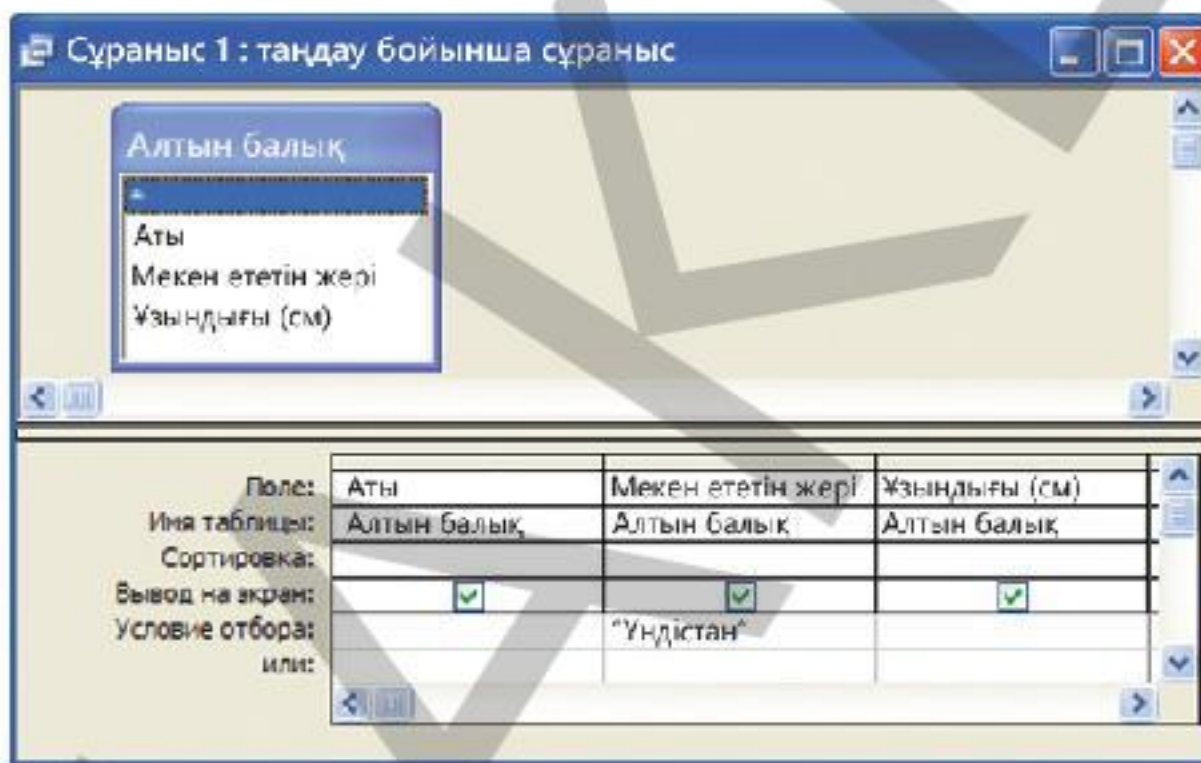 Сұраныс 1 : таңдау бойынша сұраныс
Алтын балық
*
Аты
Мекен ететін жері
Ұзындығы (см)
Поле: Аты Мекен ететін жері Ұзындығы (см)
Имя таблицы: Алтын балық Алтын балық Алтын балық
Сортировка:
Вывод на экран:
Условие отбора: "Үндістан"
или: